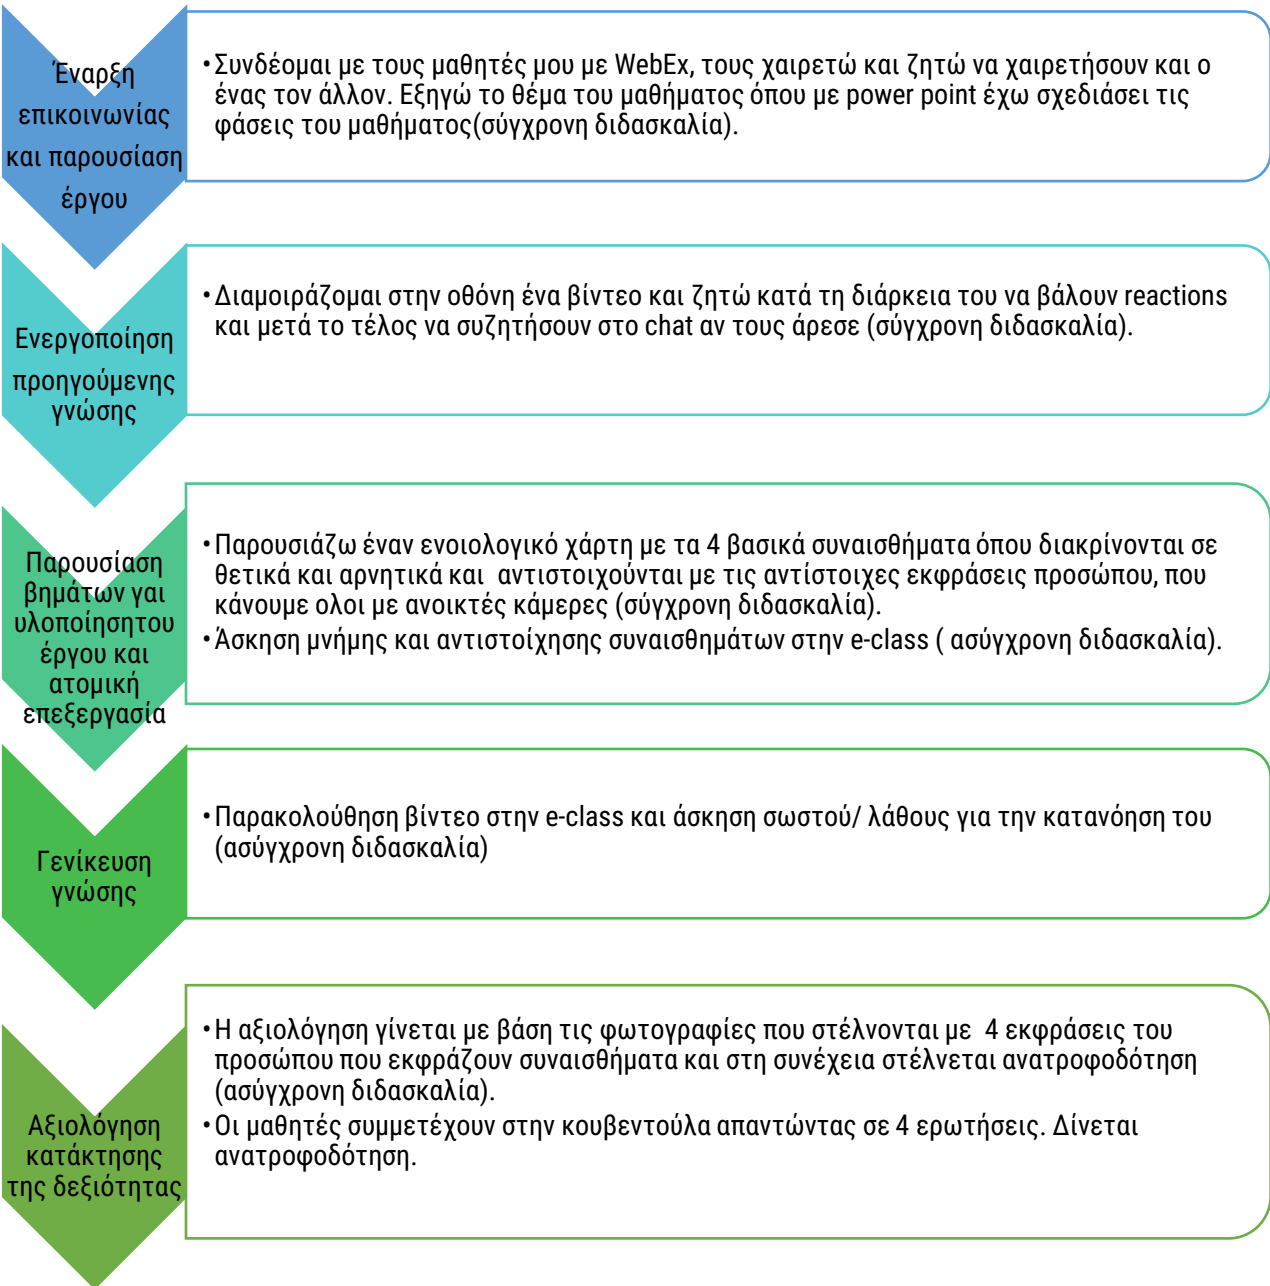 Έναρξη
επικοινωνίας
και παρουσίαση
έργου
•Συνδέομαι με τους μαθητές μου με WebEx, τους χαιρετώ και ζητώ να χαιρετήσουν και ο
ένας τον άλλον. Εξηγώ το θέμα του μαθήματος όπου με power point έχω σχεδιάσει τις
φάσεις του μαθήματος(σύγχρονη διδασκαλία).
Ενεργοποίηση
προηγούμενης
γνώσης
•Διαμοιράζομαι στην οθόνη ένα βίντεο και ζητώ κατά τη διάρκεια του να βάλουν reactions
και μετά το τέλος να συζητήσουν στο chat αν τους άρεσε (σύγχρονη διδασκαλία).
Παρουσίαση
βημάτων γαι
υλοποίησητου
έργου και
ατομική
επεξεργασία
•Παρουσιάζω έναν ενοιολογικό χάρτη με τα 4 βασικά συναισθήματα όπου διακρίνονται σε
θετικά και αρνητικά και  αντιστοιχούνται με τις αντίστοιχες εκφράσεις προσώπου, που
κάνουμε ολοι με ανοικτές κάμερες (σύγχρονη διδασκαλία).
•Άσκηση μνήμης και αντιστοίχησης συναισθημάτων στην e-class ( ασύγχρονη διδασκαλία).
Γενίκευση
γνώσης
•Παρακολούθηση βίντεο στην e-class και άσκηση σωστού/ λάθους για την κατανόηση του
(ασύγχρονη διδασκαλία)
Αξιολόγηση
κατάκτησης
της δεξιότητας
•Η αξιολόγηση γίνεται με βάση τις φωτογραφίες που στέλνονται με  4 εκφράσεις του
προσώπου που εκφράζουν συναισθήματα και στη συνέχεια στέλνεται ανατροφοδότηση
(ασύγχρονη διδασκαλία).
•Οι μαθητές συμμετέχουν στην κουβεντούλα απαντώντας σε 4 ερωτήσεις. Δίνεται
ανατροφοδότηση.